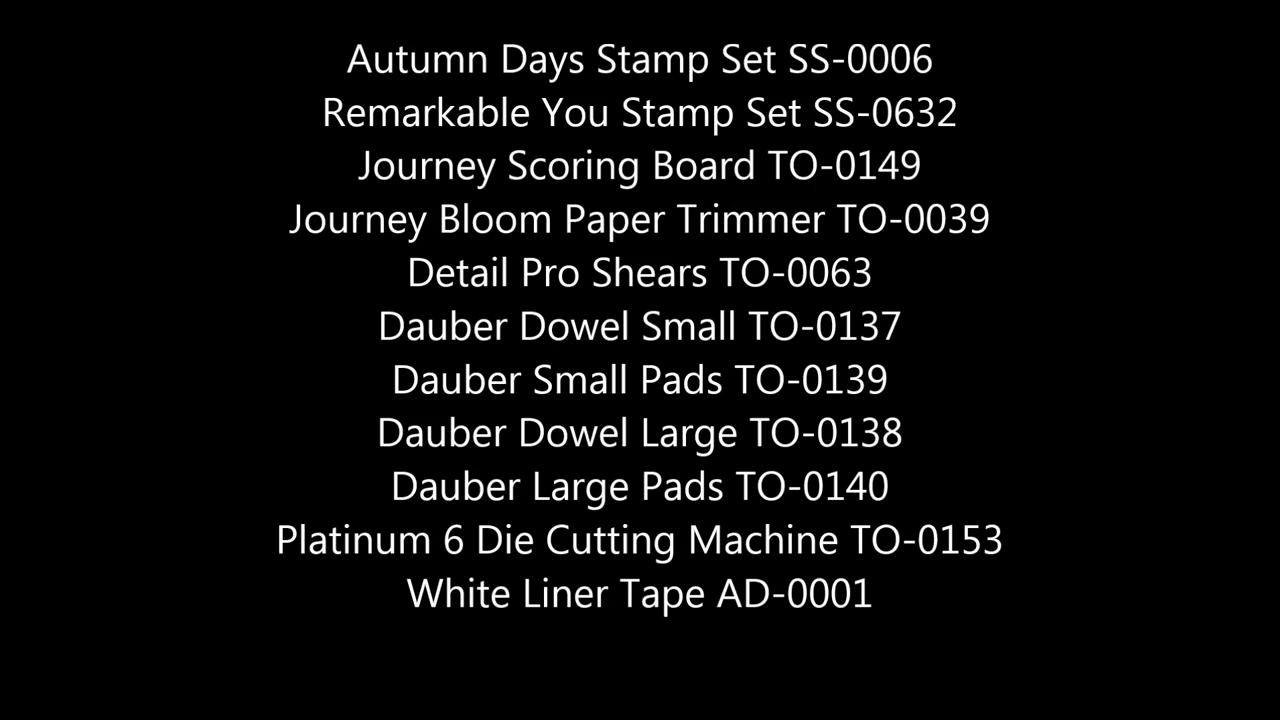 Autumn Days Stamp Set SS-0006
Remarkable You Stamp Set SS-0632
Journey Scoring Board TO-0149
Journey Bloom Paper Trimmer TO-0039
Detail Pro Shears TO-0063
Dauber Dowel Small TO-0137
Dauber Small Pads TO-0139
Dauber Dowel Large TO-0138
Dauber Large Pads TO-0140
Platinum 6 Die Cutting Machine TO-0153
White Liner Tape AD-0001